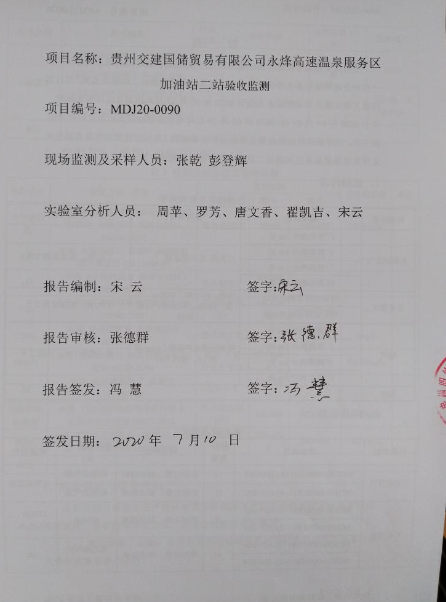 项目名称：贵州交建国储贸易有限公司永烽高速温泉服务区
加油站二站验收监测
项目编号：MDJ20-0090
现场监测及采样人员：张乾 彭登辉
实验室分析人员： 周苹、罗芳、唐文香、翟凯吉、宋云
报告编制：宋 云 签字：宋云
报告审核：张德群 签字：张德群
报告签发：冯 慧 签字：冯慧
签发日期：2020年 7月10 日